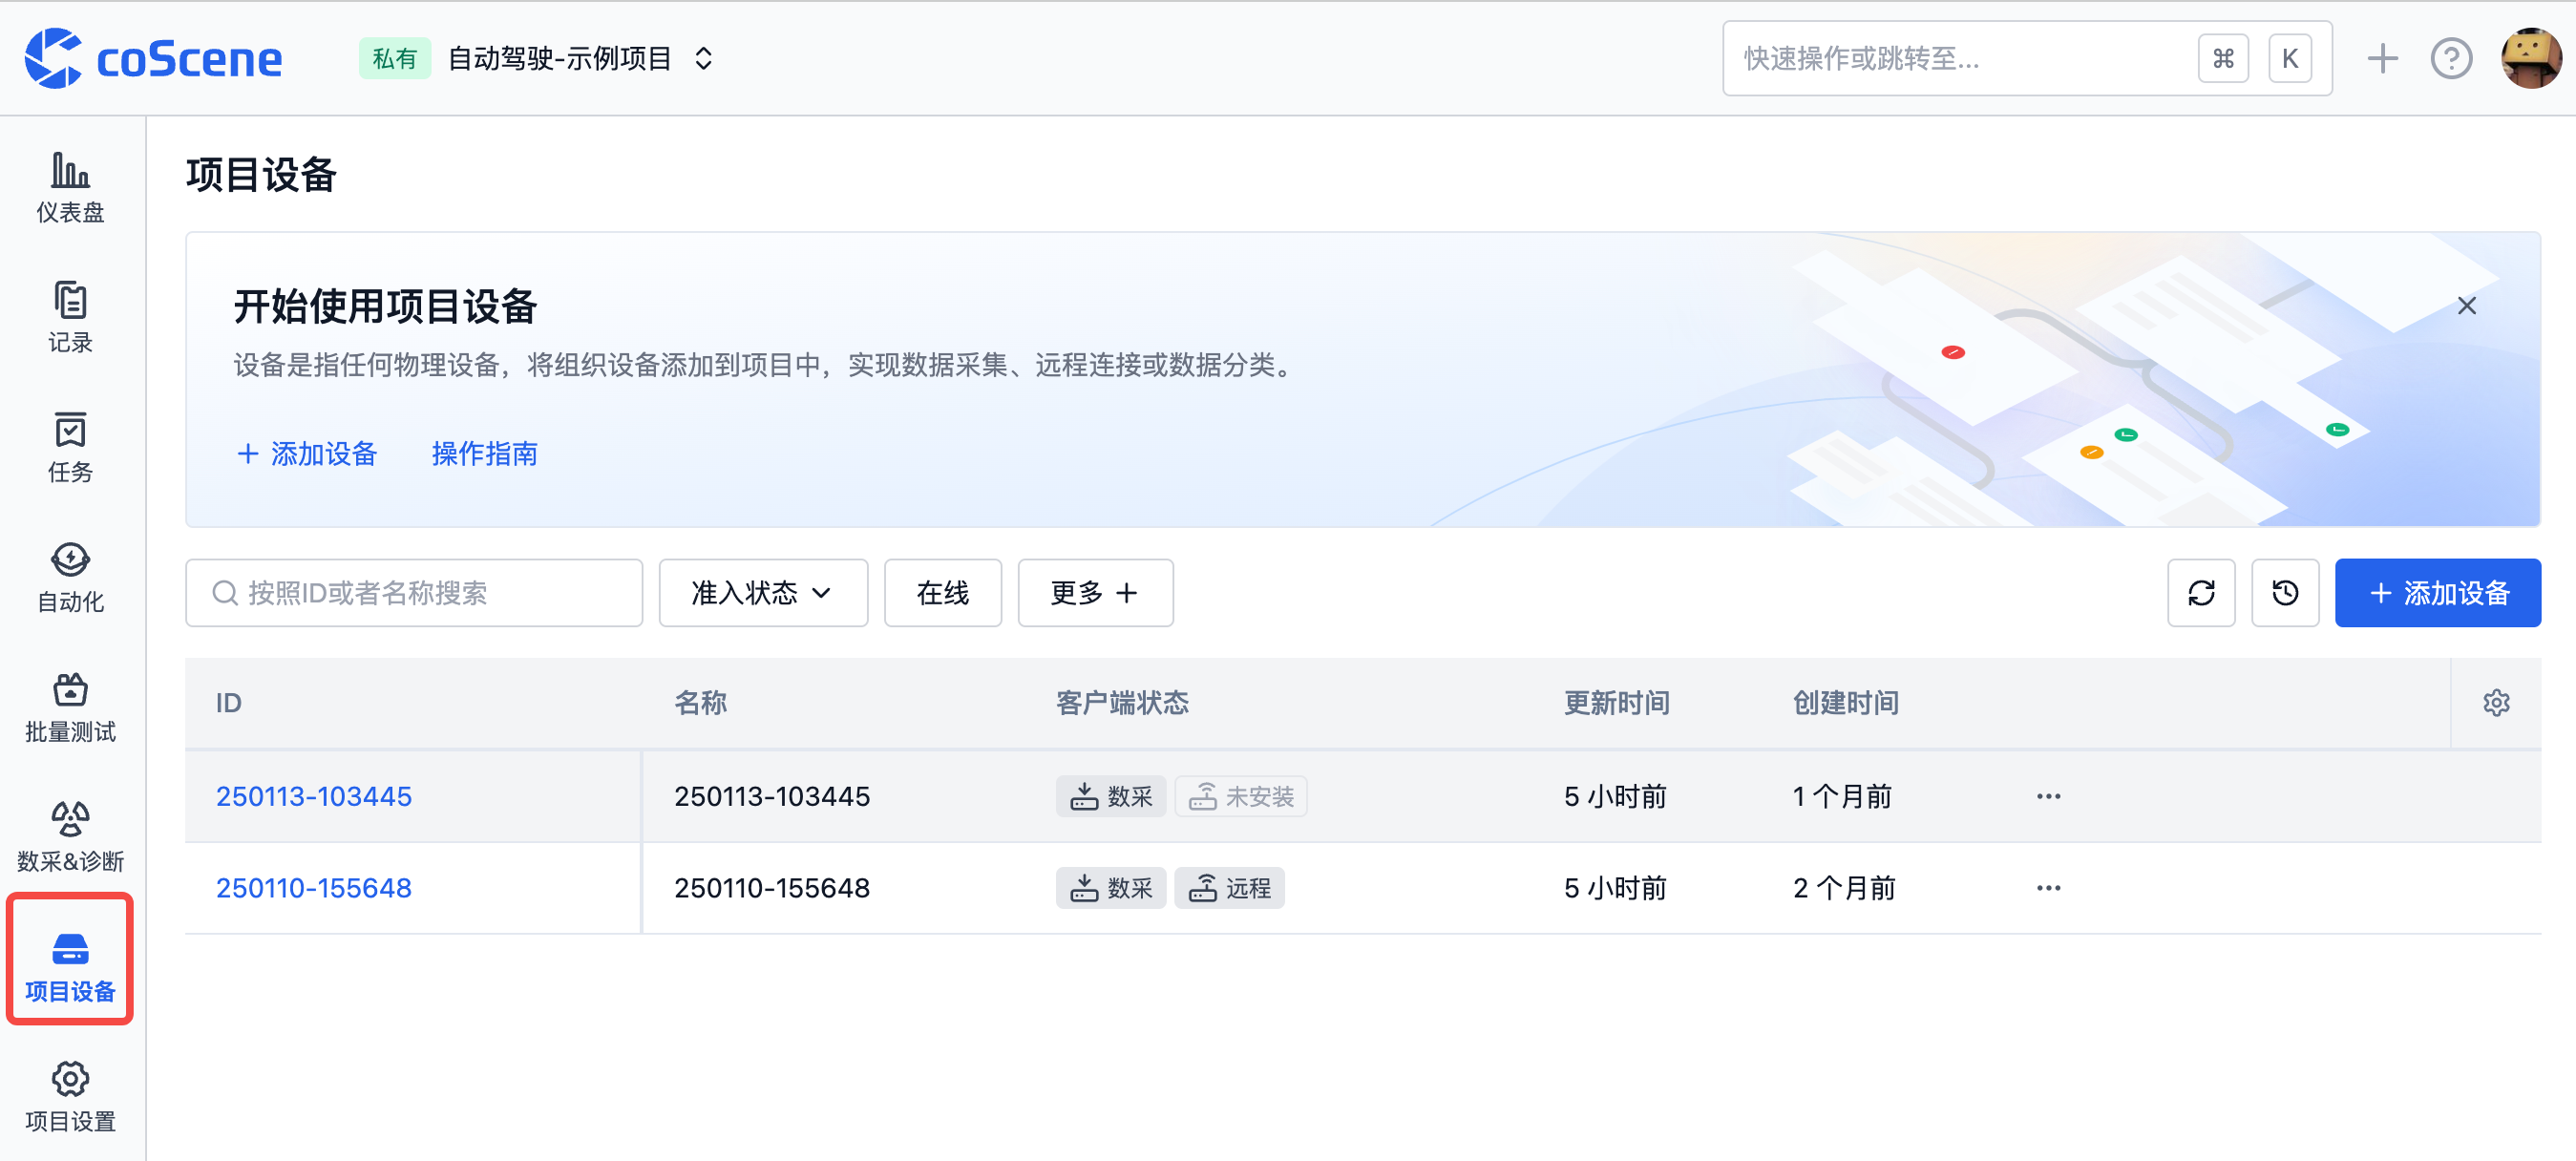 coScene 私有 自动驾驶-示例项目 快速操作或跳转至... ⌘ K
仪表盘
记录
任务
自动化
批量测试
数采&诊断
项目设备
项目设置
项目设备
开始使用项目设备
设备是指任何物理设备，将组织设备添加到项目中，实现数据采集、远程连接或数据分类。
+ 添加设备 操作指南
按照ID或者名称搜索 准入状态 在线 更多 + + 添加设备
ID 名称 客户端状态 更新时间 创建时间
250113-103445 250113-103445 数采 未安装 5 小时前 1 个月前 ···
250110-155648 250110-155648 数采 远程 5 小时前 2 个月前 ···